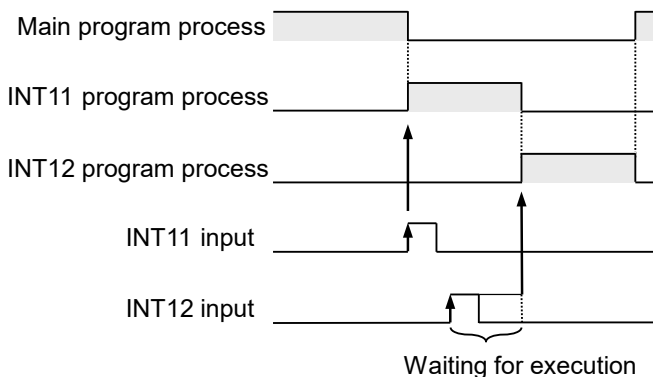 Main program process
INT11 program process
INT12 program process
INT11 input
INT12 input
Waiting for execution